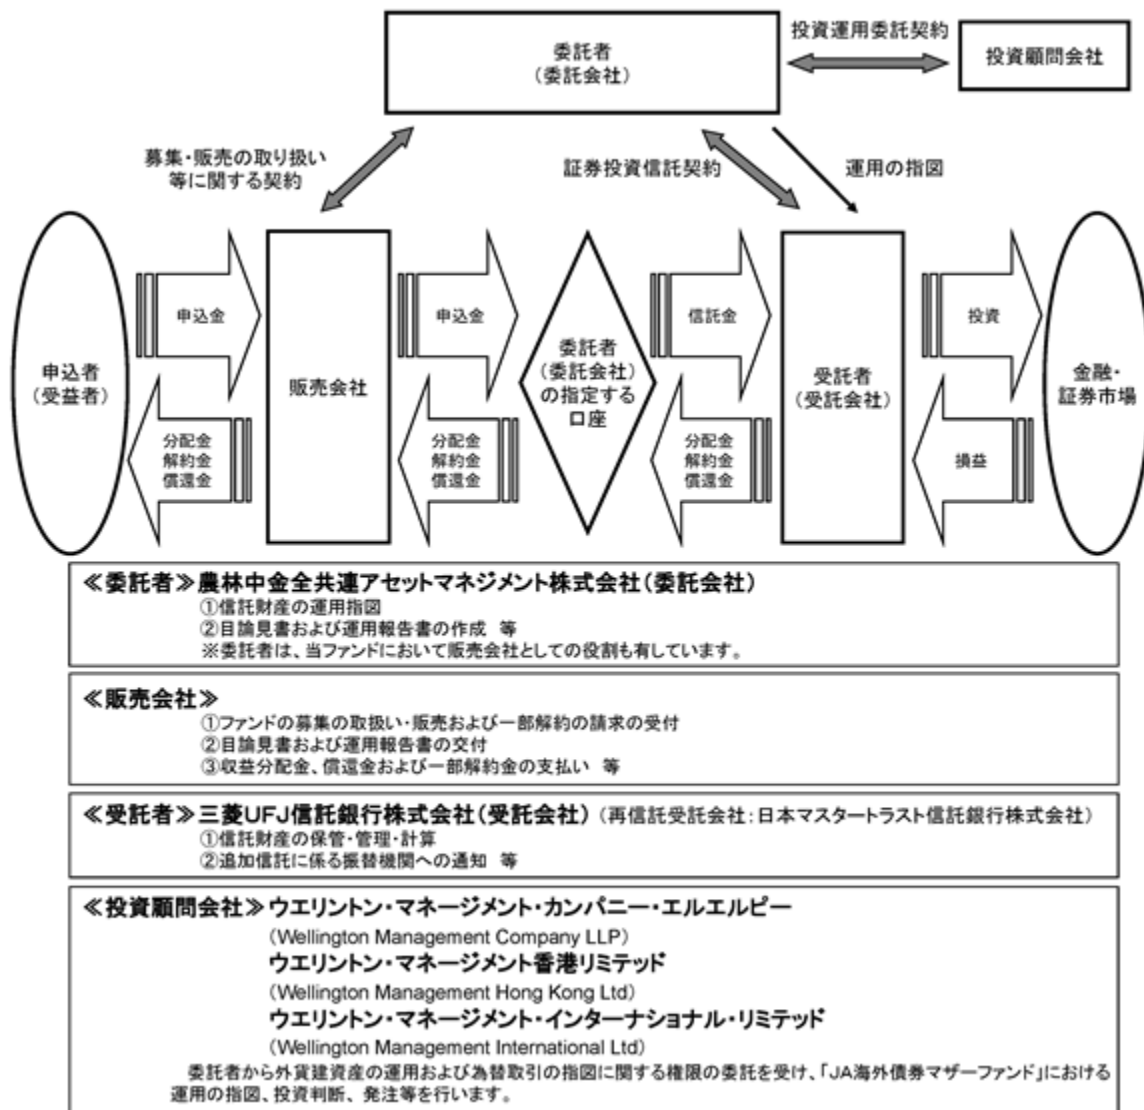 委託者
(委託会社)
投資運用委託契約
投資顧問会社
募集・販売の取り扱い
等に関する契約
証券投資信託契約
運用の指図
申込者
(受益者)
申込金
分配金
解約金
償還金
販売会社
申込金
分配金
解約金
償還金
委託者
(委託会社)
の指定する
口座
信託金
分配金
解約金
償還金
受託者
(受託会社)
投資
損益
金融・
証券市場
≪委託者≫農林中金全共連アセットマネジメント株式会社(委託会社)
①信託財産の運用指図
②目論見書および運用報告書の作成 等
※委託者は、当ファンドにおいて販売会社としての役割も有しています。
≪販売会社≫
①ファンドの募集の取扱い・販売および一部解約の請求の受付
②目論見書および運用報告書の交付
③収益分配金、償還金および一部解約金の支払い 等
≪受託者≫三菱UFJ信託銀行株式会社(受託会社) (再信託受託会社:日本マスタートラスト信託銀行株式会社)
①信託財産の保管・管理・計算
②追加信託に係る振替機関への通知 等
≪投資顧問会社≫ウエリントン・マネージメント・カンパニー・エルエルピー
(Wellington Management Company LLP)
ウエリントン・マネージメント香港リミテッド
(Wellington Management Hong Kong Ltd)
ウエリントン・マネージメント・インターナショナル・リミテッド
(Wellington Management International Ltd)
委託者から外貨建資産の運用および為替取引の指図に関する権限の委託を受け、「JA海外債券マザーファンド」における
運用の指図、投資判断、発注等を行います。